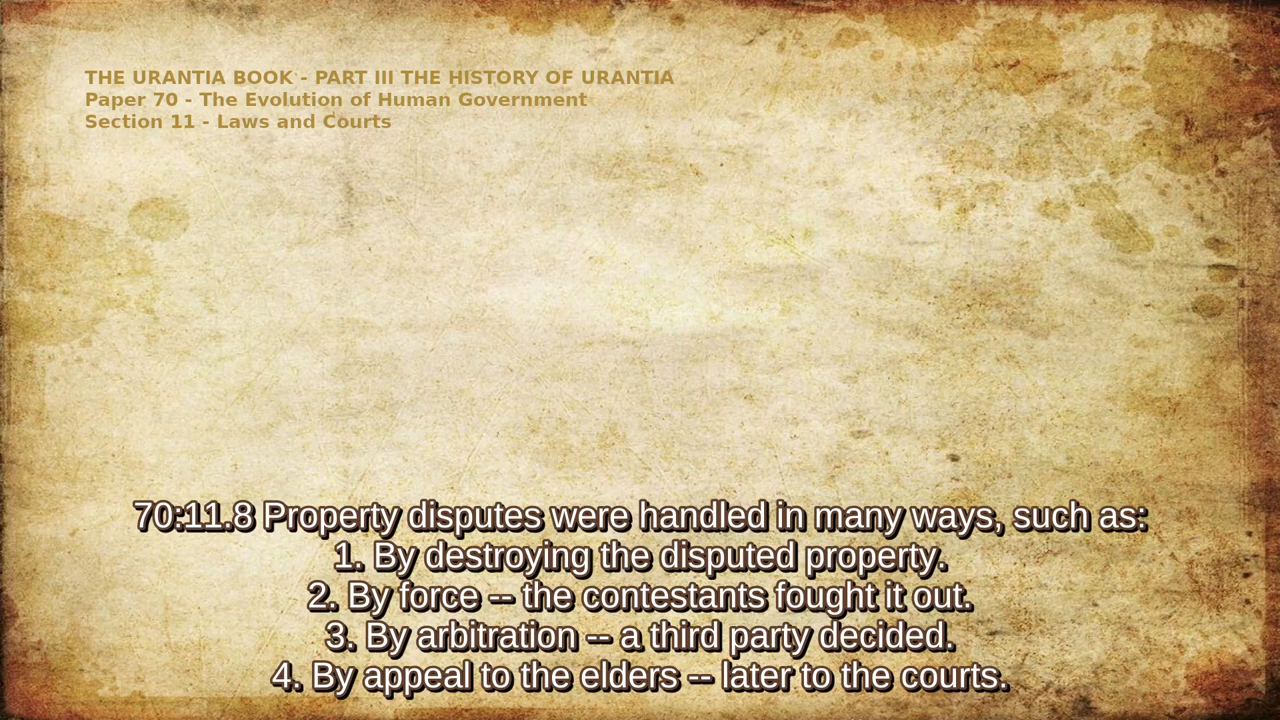 THE URANTIA BOOK - PART III THE HISTORY OF URANTIA
Paper 70 - The Evolution of Human Government
Section 11 - Laws and Courts
70:11.8 Property disputes were handled in many ways, such as:
1. By destroying the disputed property.
2. By force -- the contestants fought it out.
3. By arbitration -- a third party decided.
4. By appeal to the elders -- later to the courts.